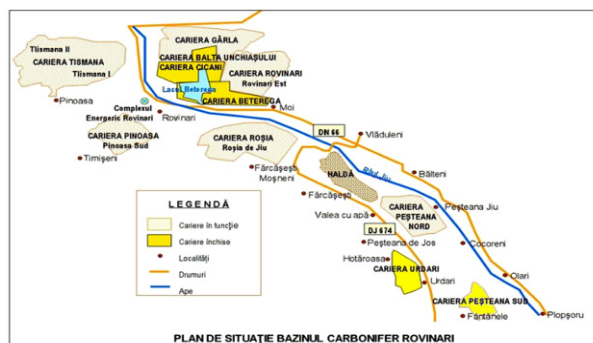 Tismana II
CARIERA TISMANA
Tismana I
Pinoasa
Complexul
Energeric Rovinari
CARIERA PINOASA
Pinoasa Sud
Timișeni
Rovinari
CARIERA GÂRLA
CARIERA BALTA UNCHIAȘULUI
CARIERA CICANI
CARIERA ROVINARI
Rovinari Est
Lacul Beterega
CARIERA BETEREGA
Moi
CARIERA ROȘIA
Roșia de Jiu
DN 66
Vlăduleni
Fărcășești
Moșneni
HALDĂ
Râul Jiu
Bâlteni
Fărcășești
Valea cu apă
CARIERA
PEȘTEANA
NORD
Peșteana Jiu
DJ 674
Peșteana de Jos
Cocoreni
Hotăroasa
CARIERA URDARI
Urdari
Olari
CARIERA PEȘTEANA SUD
Fântânele
Plopșoru
LEGENDĂ
Cariere în funcție
Cariere închise
Localități
Drumuri
Ape
PLAN DE SITUAȚIE BAZINUL CARBONIFER ROVINARI